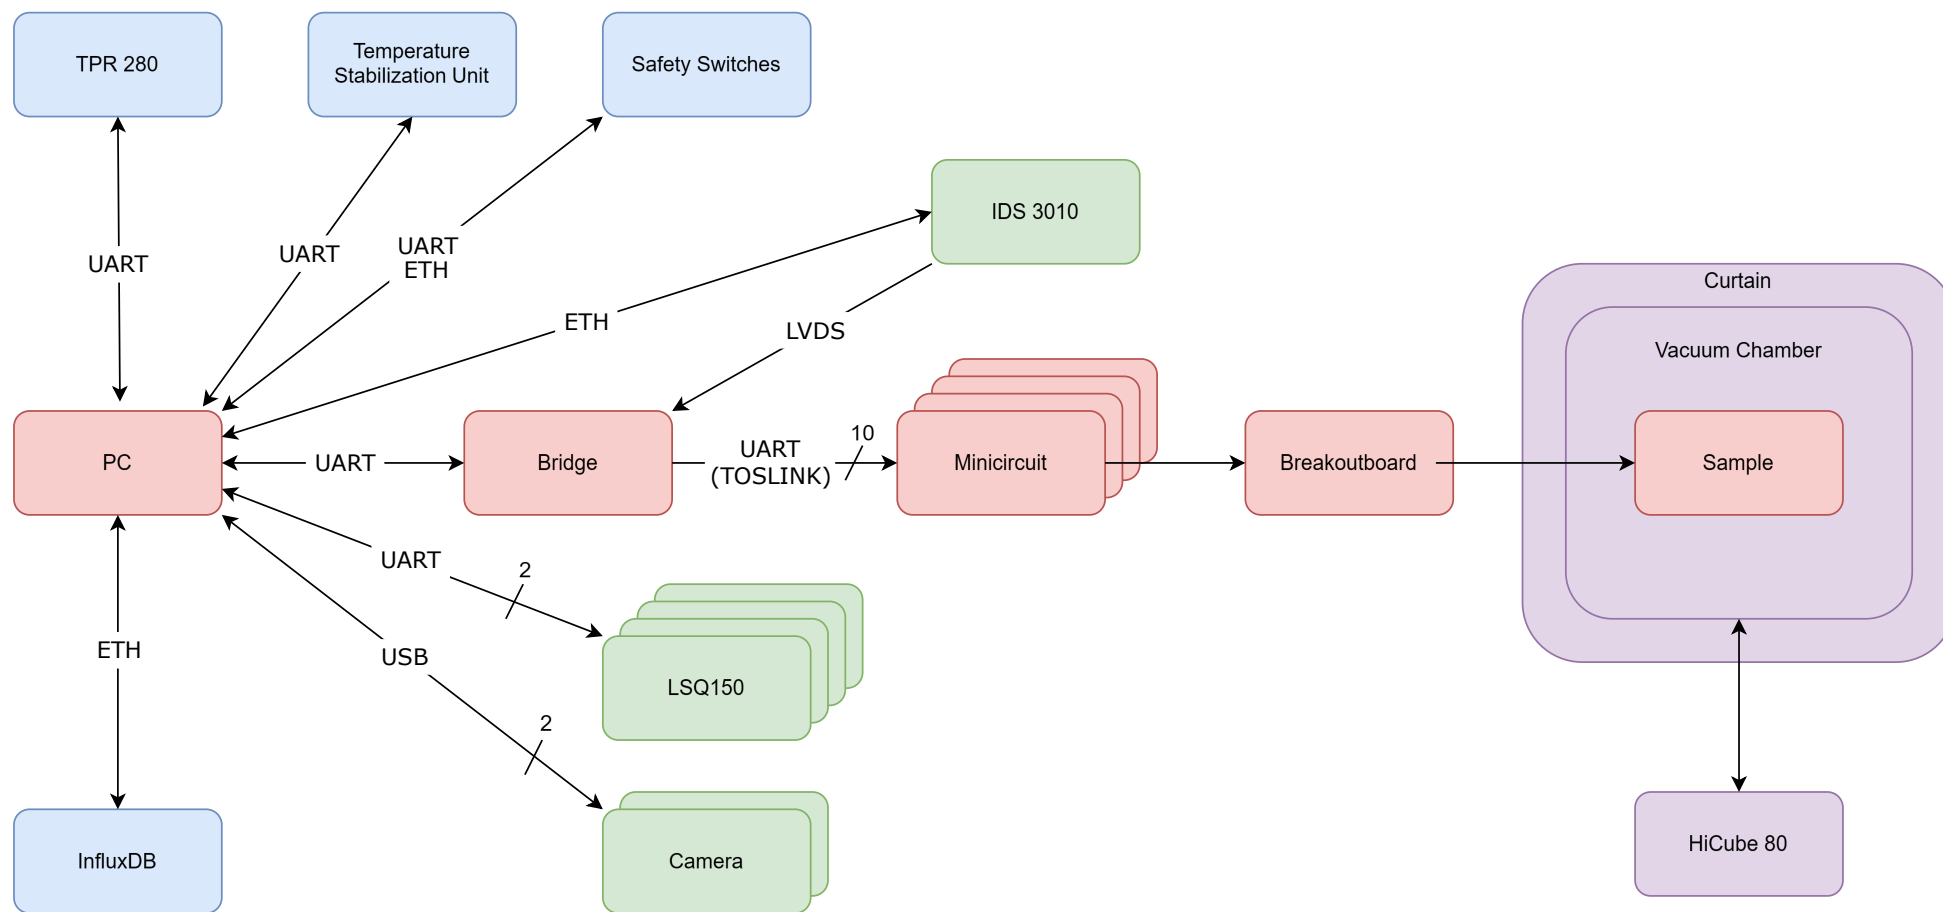 TPR 280
Temperature
Stabilization Unit
Safety Switches
IDS 3010
UART
UART
UART
ETH
ETH
LVDS
Curtain
Vacuum Chamber
PC
UART
Bridge
UART
(TOSLINK)
10
Minicircuit
Breakoutboard
Sample
UART
2
ETH
USB
LSQ150
2
InfluxDB
Camera
HiCube 80